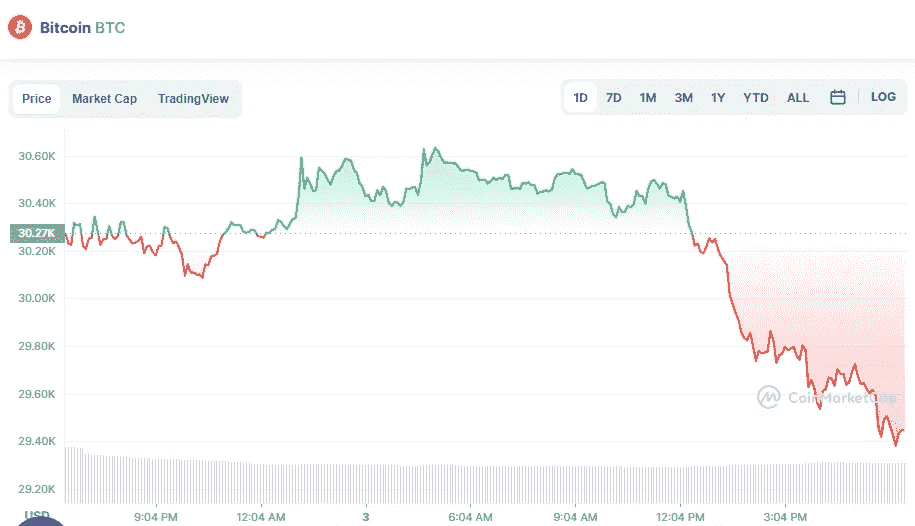 Bitcoin BTC
Price Market Cap TradingView
1D 7D 1M 3M 1Y YTD ALL LOG
30.60K
30.40K
30.27K
30.20K
30.00K
29.80K
29.60K
CoinMarketCap
29.40K
29.20K
USD 9:04 PM 12:04 AM 3 6:04 AM 9:04 AM 12:04 PM 3:04 PM